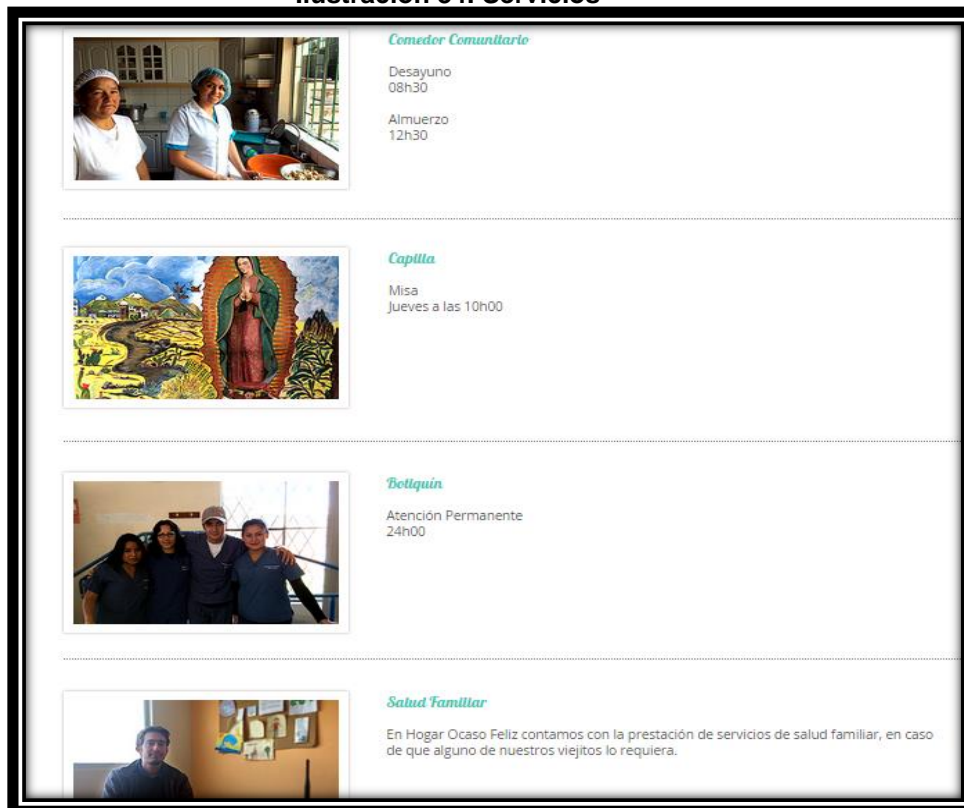 Comedor Comunitario
Desayuno
08h30
Almuerzo
12h30
Capilla
Misa
Jueves a las 10h00
Botiquín
Atención Permanente
24h00
Salud Familiar
En Hogar Ocaso Feliz contamos con la prestación de servicios de salud familiar, en caso
de que alguno de nuestros viejitos lo requiera.